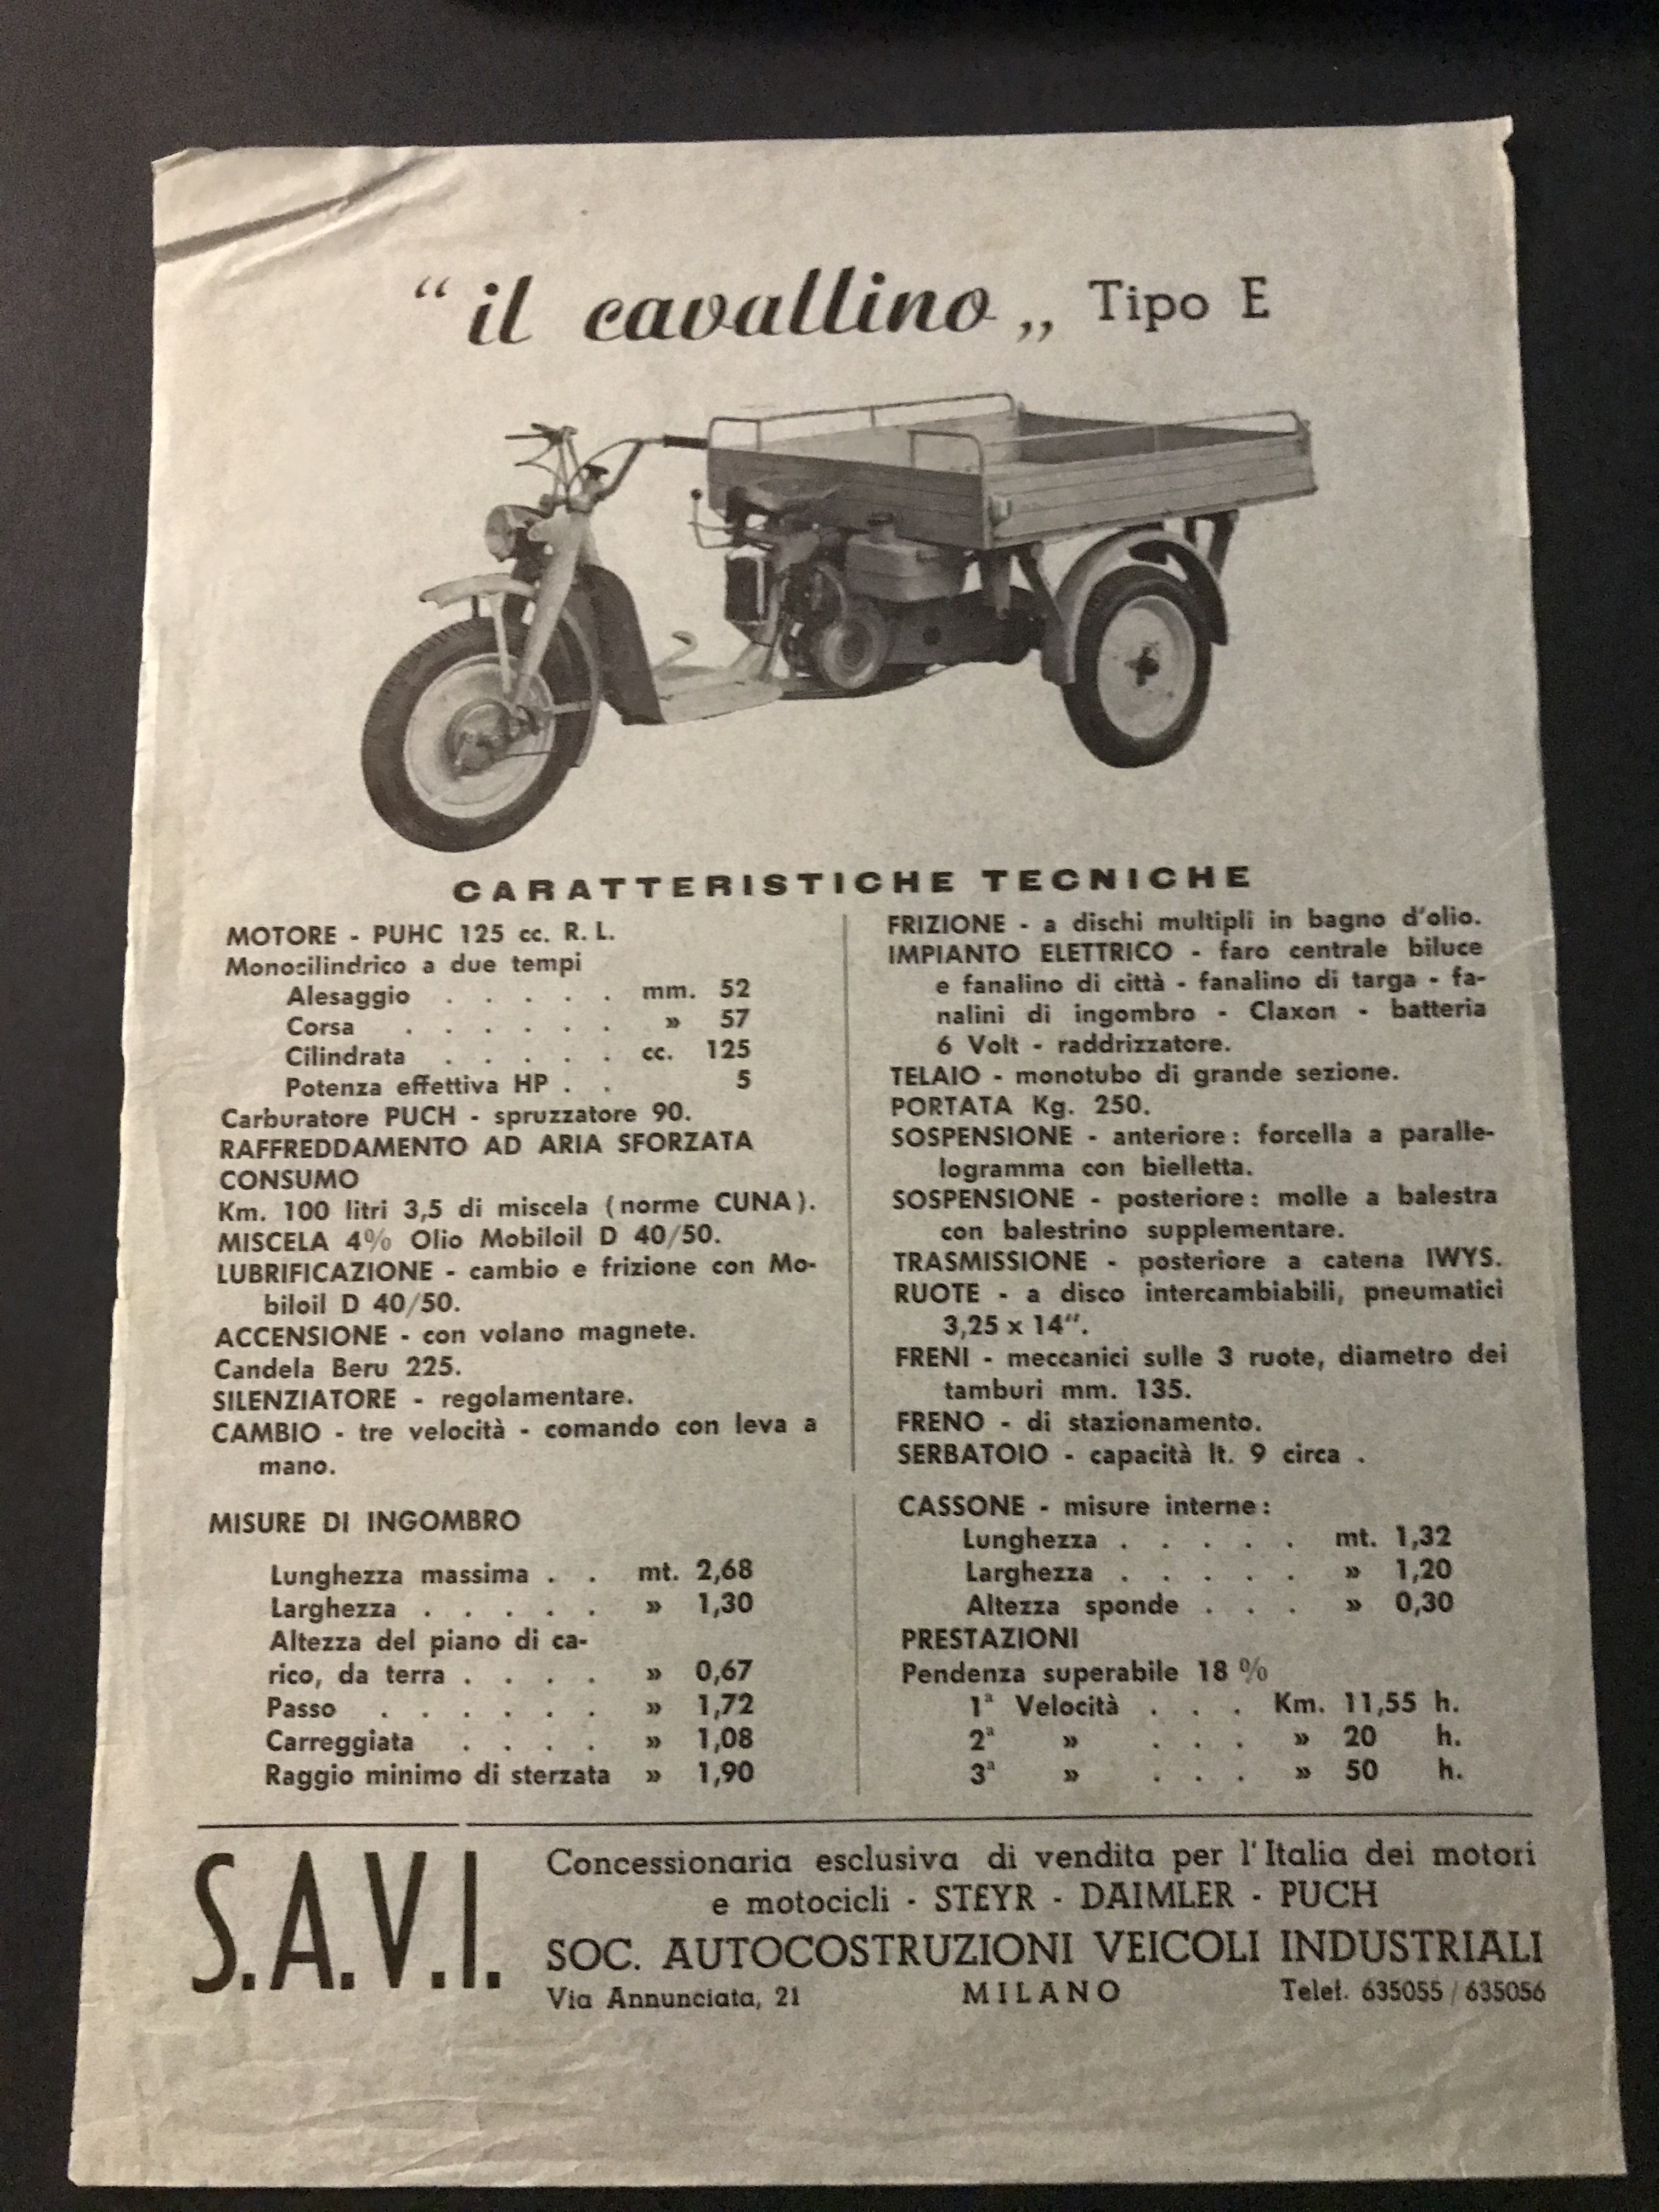 “il cavallino„ Tipo E
CARATTERISTICHE TECNICHE
MOTORE - PUHC 125 cc. R. L.
Monocilindrico a due tempi
Alesaggio . . . . . mm. 52
Corsa . . . . . . » 57
Cilindrata . . . . . cc. 125
Potenza effettiva HP . . 5
Carburatore PUCH - spruzzatore 90.
RAFFREDDAMENTO AD ARIA SFORZATA
CONSUMO
Km. 100 litri 3,5 di miscela (norme CUNA).
MISCELA 4% Olio Mobiloil D 40/50.
LUBRIFICAZIONE - cambio e frizione con Mo-
biloil D 40/50.
ACCENSIONE - con volano magnete.
Candela Beru 225.
SILENZIATORE - regolamentare.
CAMBIO - tre velocità - comando con leva a
mano.
FRIZIONE - a dischi multipli in bagno d'olio.
IMPIANTO ELETTRICO - faro centrale biluce
e fanalino di città - fanalino di targa - fa-
nalini di ingombro - Claxon - batteria
6 Volt - raddrizzatore.
TELAIO - monotubo di grande sezione.
PORTATA Kg. 250.
SOSPENSIONE - anteriore: forcella a paralle-
logramma con bielletta.
SOSPENSIONE - posteriore: molle a balestra
con balestrino supplementare.
TRASMISSIONE - posteriore a catena IWYS.
RUOTE - a disco intercambiabili, pneumatici
3,25 x 14".
FRENI - meccanici sulle 3 ruote, diametro dei
tamburi mm. 135.
FRENO - di stazionamento.
SERBATOIO - capacità lt. 9 circa .
MISURE DI INGOMBRO
Lunghezza massima . . mt. 2,68
Larghezza . . . . . » 1,30
Altezza del piano di ca-
rico, da terra . . . . » 0,67
Passo . . . . . . » 1,72
Carreggiata . . . . » 1,08
Raggio minimo di sterzata » 1,90
CASSONE - misure interne:
Lunghezza . . . . . mt. 1,32
Larghezza . . . . . » 1,20
Altezza sponde . . . » 0,30
PRESTAZIONI
Pendenza superabile 18 %
1ª Velocità . . . Km. 11,55 h.
2ª » . . . » 20 h.
3ª » . . . » 50 h.
S.A.V.I.
Concessionaria esclusiva di vendita per l'Italia dei motori
e motocicli - STEYR - DAIMLER - PUCH
SOC. AUTOCOSTRUZIONI VEICOLI INDUSTRIALI
Via Annunciata, 21 MILANO Telef. 635055 / 635056